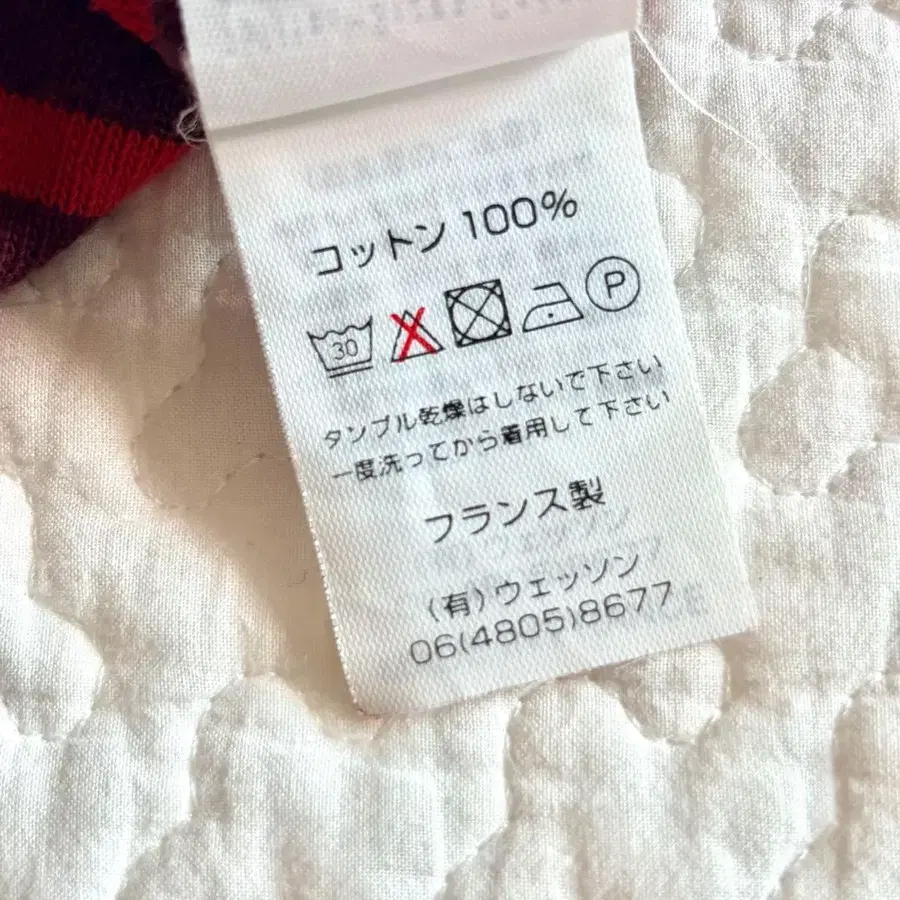 コットン 100%
30 P
タンブル乾燥はしないで下さい
一度洗ってから着用して下さい
フランス製
(有)ウェッソン
06(4805)8677